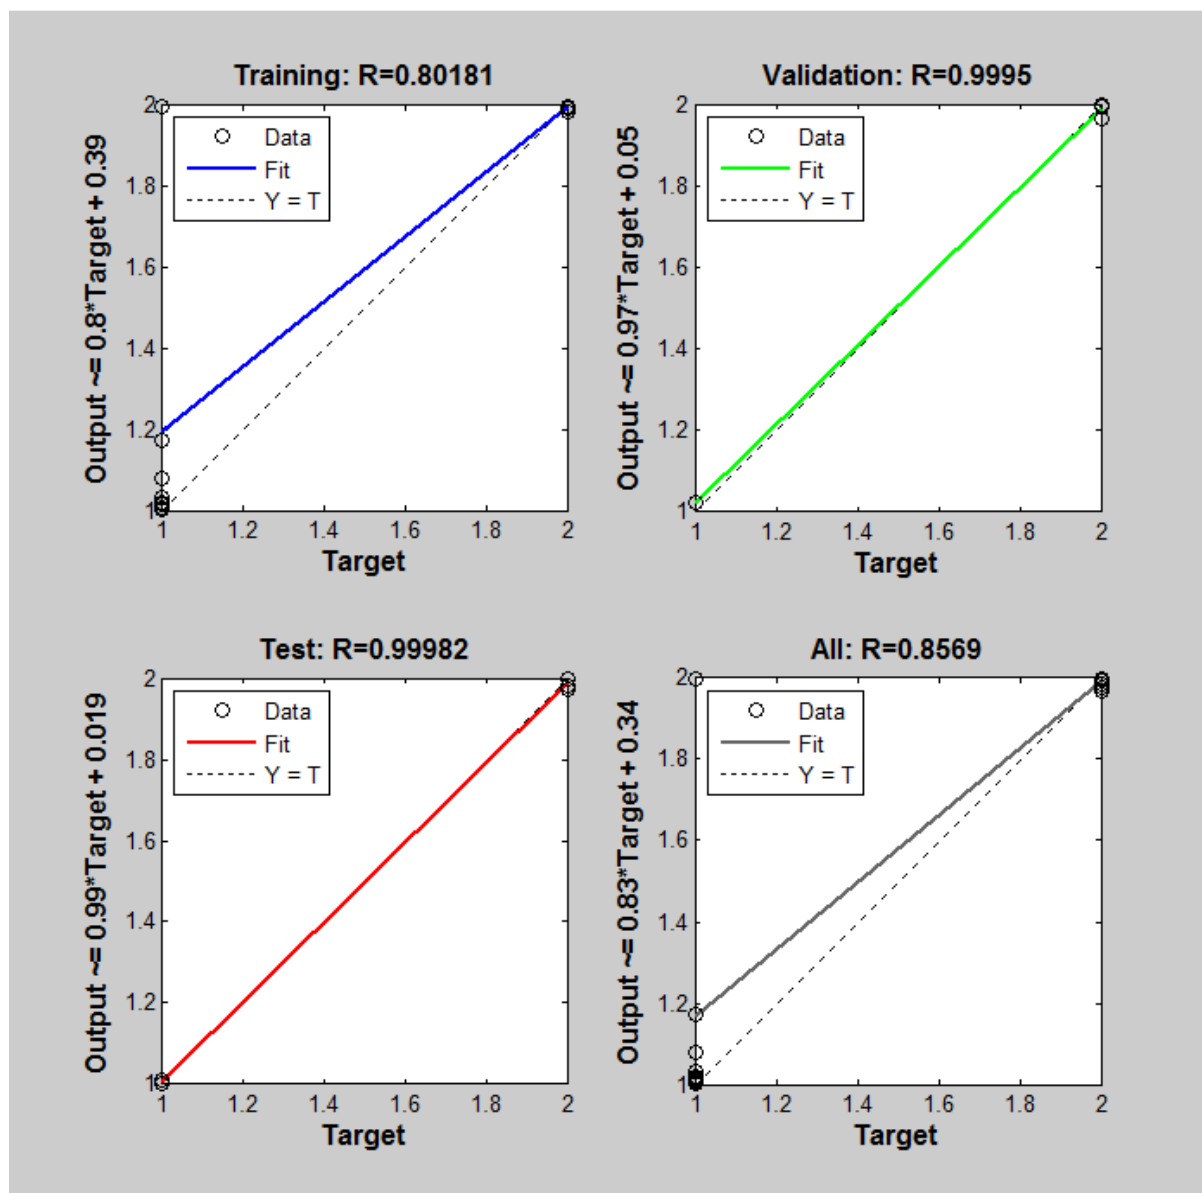 Training: R=0.80181
Output ~= 0.8*Target + 0.39
2
1.8
1.6
1.4
1.2
1
Data
Fit
Y = T
1 1.2 1.4 1.6 1.8 2
Target
Validation: R=0.9995
Output ~= 0.97*Target + 0.05
2
1.8
1.6
1.4
1.2
1
Data
Fit
Y = T
1 1.2 1.4 1.6 1.8 2
Target
Test: R=0.99982
Output ~= 0.99*Target + 0.019
2
1.8
1.6
1.4
1.2
1
Data
Fit
Y = T
1 1.2 1.4 1.6 1.8 2
Target
All: R=0.8569
Output ~= 0.83*Target + 0.34
2
1.8
1.6
1.4
1.2
1
Data
Fit
Y = T
1 1.2 1.4 1.6 1.8 2
Target